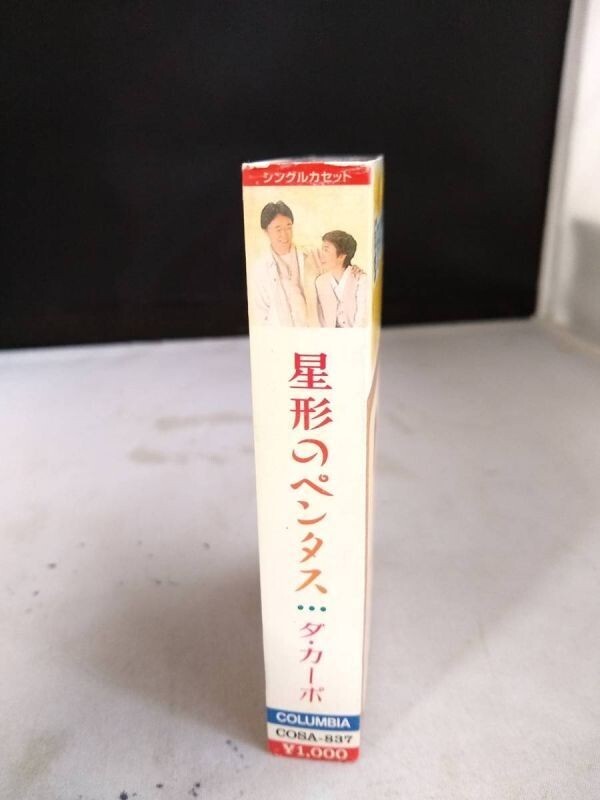 シングルカセット
星形のペンタス…ダ・カーポ
COLUMBIA
COSA-837
¥1,000